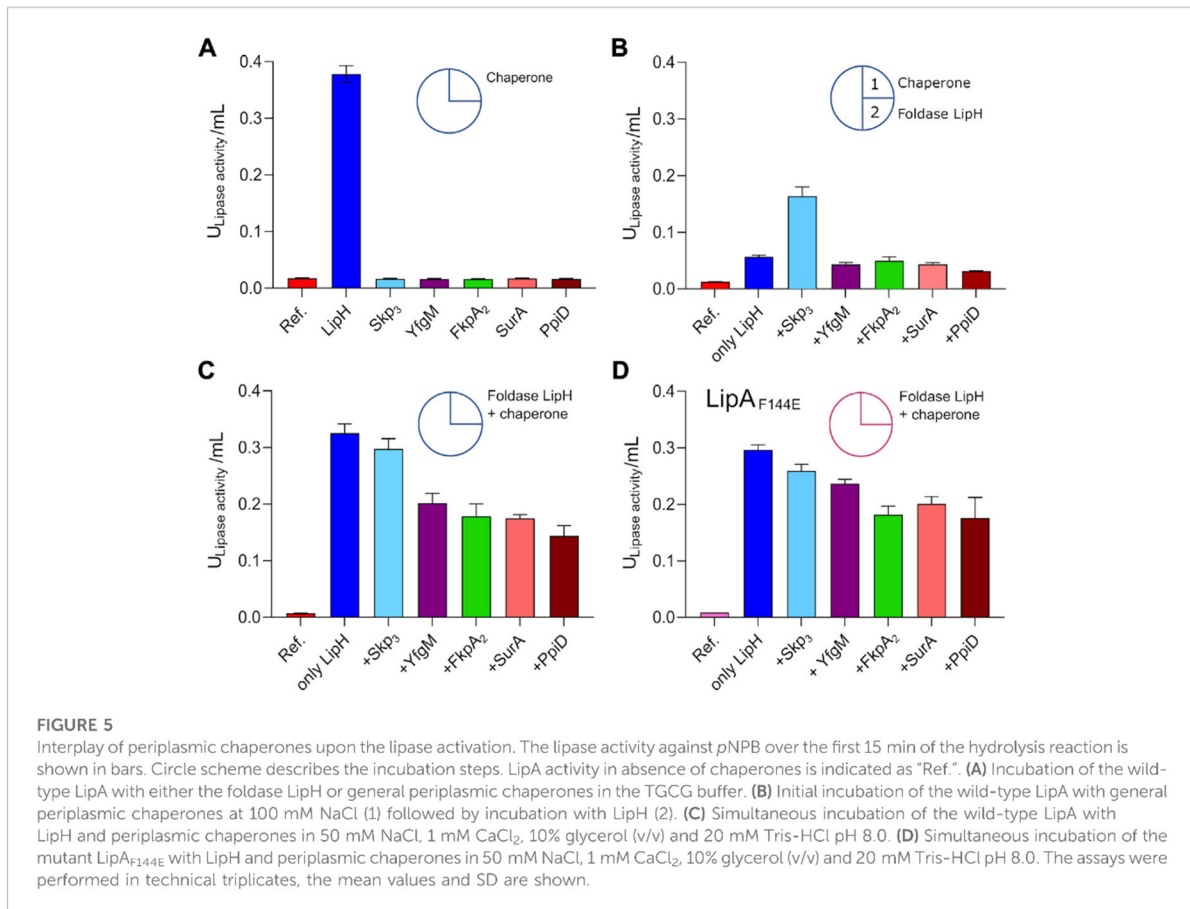 A
0.4
0.3
0.2
0.1
0.0
U Lipase activity/mL
Chaperone
Ref.
LipH
Skp3
YfgM
FkpA2
SurA
PpiD
B
0.4
0.3
0.2
0.1
0.0
U Lipase activity/mL
1
2
Chaperone
Foldase LipH
Ref.
only LipH
+Skp3
+YfgM
+FkpA2
+SurA
+PpiD
C
0.4
0.3
0.2
0.1
0.0
U Lipase activity/mL
Foldase LipH
+ chaperone
Ref.
only LipH
+Skp3
+YfgM
+FkpA2
+SurA
+PpiD
D
0.4
0.3
0.2
0.1
0.0
U Lipase activity/mL
LipA F144E
Foldase LipH
+ chaperone
Ref.
only LipH
+Skp3
+ YfgM
+FkpA2
+SurA
+PpiD
FIGURE 5
Interplay of periplasmic chaperones upon the lipase activation. The lipase activity against pNPB over the first 15 min of the hydrolysis reaction is
shown in bars. Circle scheme describes the incubation steps. LipA activity in absence of chaperones is indicated as "Ref.". (A) Incubation of the wild-
type LipA with either the foldase LipH or general periplasmic chaperones in the TGCG buffer. (B) Initial incubation of the wild-type LipA with general
periplasmic chaperones at 100 mM NaCl (1) followed by incubation with LipH (2). (C) Simultaneous incubation of the wild-type LipA with
LipH and periplasmic chaperones in 50 mM NaCl, 1 mM CaCl2, 10% glycerol (v/v) and 20 mM Tris-HCl pH 8.0. (D) Simultaneous incubation of the
mutant LipAF144E with LipH and periplasmic chaperones in 50 mM NaCl, 1 mM CaCl2, 10% glycerol (v/v) and 20 mM Tris-HCl pH 8.0. The assays were
performed in technical triplicates, the mean values and SD are shown.